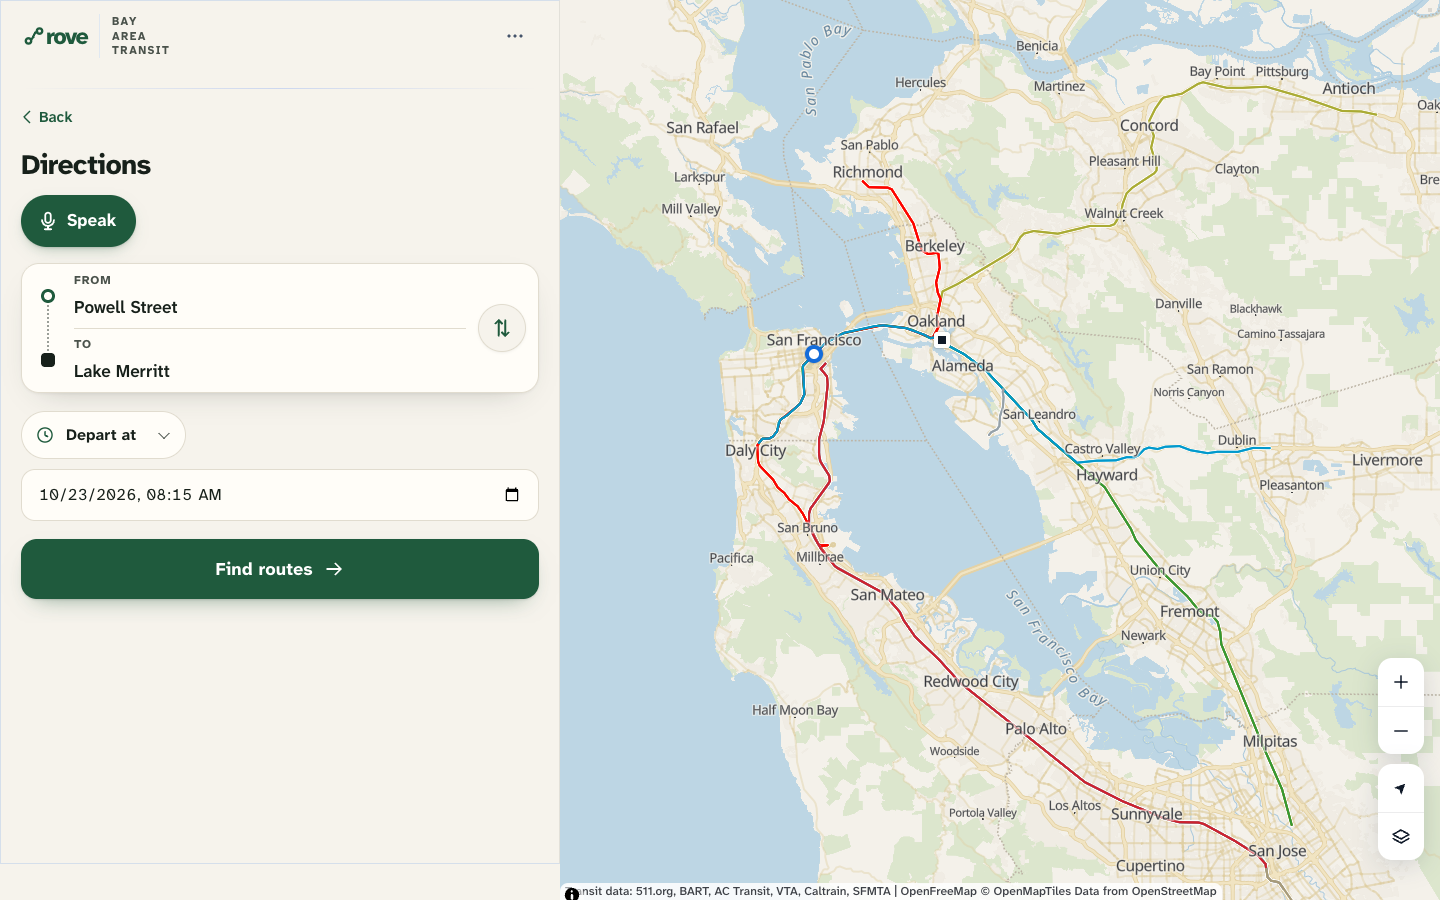 rove
BAY
AREA
TRANSIT
Back
Directions
Speak
FROM
Powell Street
TO
Lake Merritt
Depart at
10/23/2026, 08:15 AM
Find routes
San Pablo Bay
Benicia
Hercules
Martinez
Bay Point
Pittsburg
Antioch
Oak
San Rafael
Concord
San Pablo
Pleasant Hill
Clayton
Richmond
Larkspur
Bre
Mill Valley
Walnut Creek
Berkeley
Danville
Blackhawk
Oakland
Camino Tassajara
San Francisco
Alameda
San Ramon
Norris Canyon
San Leandro
Daly City
Castro Valley
Dublin
Livermore
Hayward
Pleasanton
San Bruno
Pacifica
Millbrae
Union City
San Mateo
Fremont
San Francisco Bay
Newark
Redwood City
Half Moon Bay
Palo Alto
Milpitas
Woodside
Portola Valley
Los Altos
Sunnyvale
San Jose
Cupertino
nsit data: 511.org, BART, AC Transit, VTA, Caltrain, SFMTA | OpenFreeMap © OpenMapTiles Data from OpenStreetMap